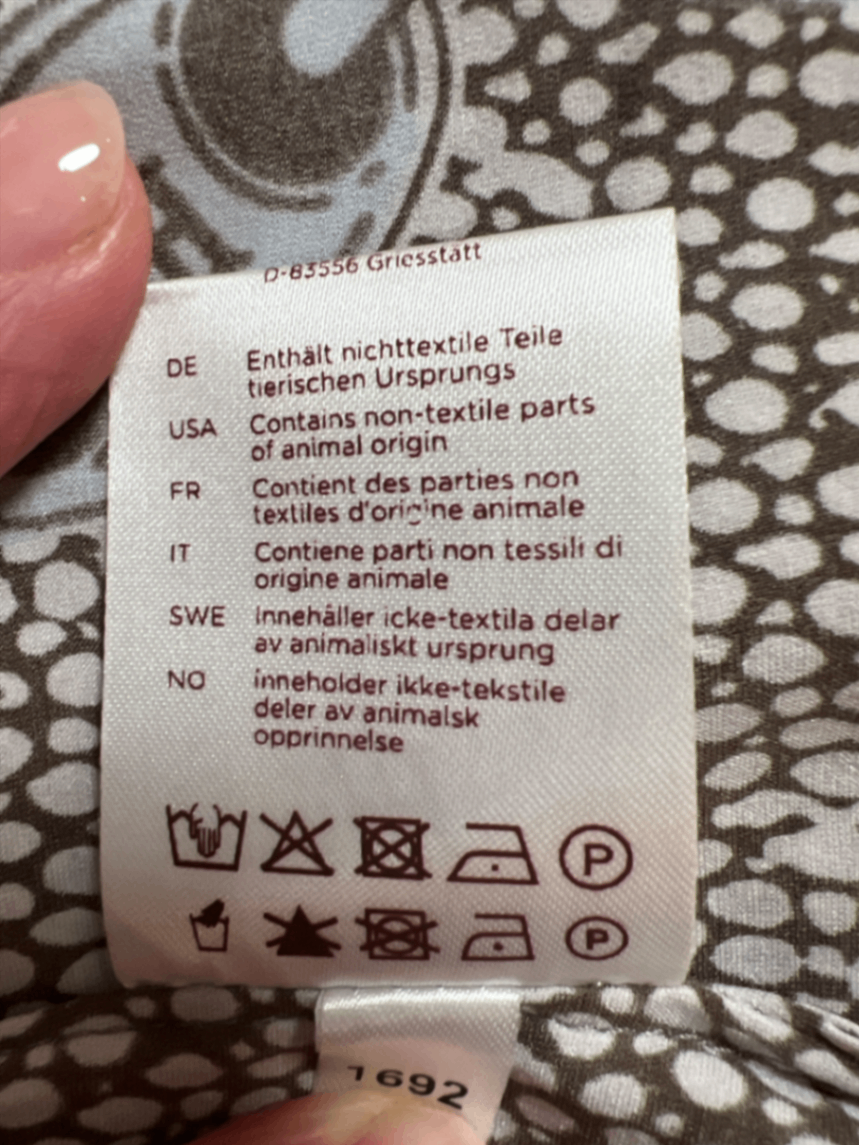 D-83556 Griesstätt
DE Enthält nichttextile Teile
tierischen Ursprungs
USA Contains non-textile parts
of animal origin
FR Contient des parties non
textiles d'origine animale
IT Contiene parti non tessili di
origine animale
SWE innehåller icke-textila delar
av animaliskt ursprung
NO inneholder ikke-tekstile
deler av animalsk
opprinnelse
P
P
1692